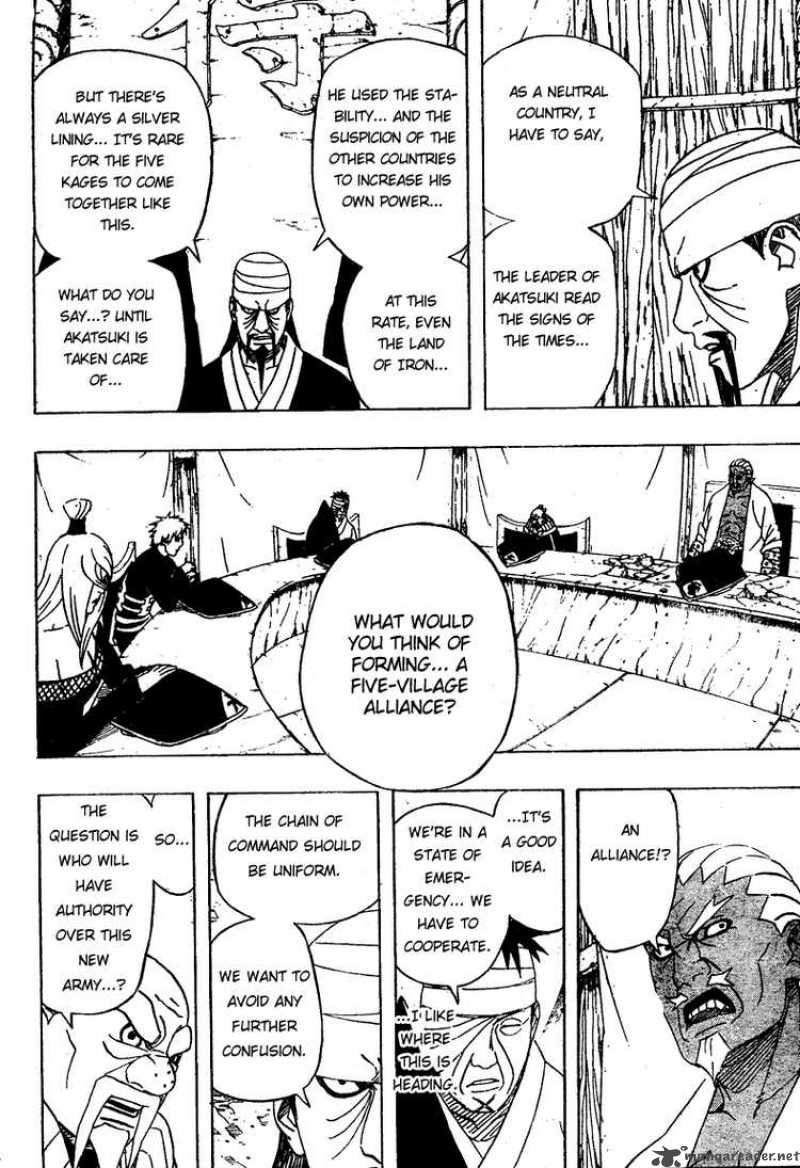 AS A NEUTRAL
COUNTRY, I
HAVE TO SAY,
THE LEADER OF
AKATSUKI READ
THE SIGNS OF
THE TIMES...
HE USED THE STA-
BILITY... AND THE
SUSPICION OF THE
OTHER COUNTRIES
TO INCREASE HIS
OWN POWER...
AT THIS
RATE, EVEN
THE LAND
OF IRON...
BUT THERE'S
ALWAYS A SILVER
LINING... IT'S RARE
FOR THE FIVE
KAGES TO COME
TOGETHER LIKE
THIS.
WHAT DO YOU
SAY...? UNTIL
AKATSUKI IS
TAKEN CARE
OF...
WHAT WOULD
YOU THINK OF
FORMING... A
FIVE-VILLAGE
ALLIANCE?
AN
ALLIANCE!?
...IT'S
A GOOD
IDEA.
WE'RE IN A
STATE OF
EMER-
GENCY... WE
HAVE TO
COOPERATE.
...I LIKE
WHERE
THIS IS
HEADING.
THE CHAIN OF
COMMAND SHOULD
BE UNIFORM.
WE WANT TO
AVOID ANY
FURTHER
CONFUSION.
SO...
THE
QUESTION IS
WHO WILL
HAVE
AUTHORITY
OVER THIS
NEW
ARMY...?
mangareader.net